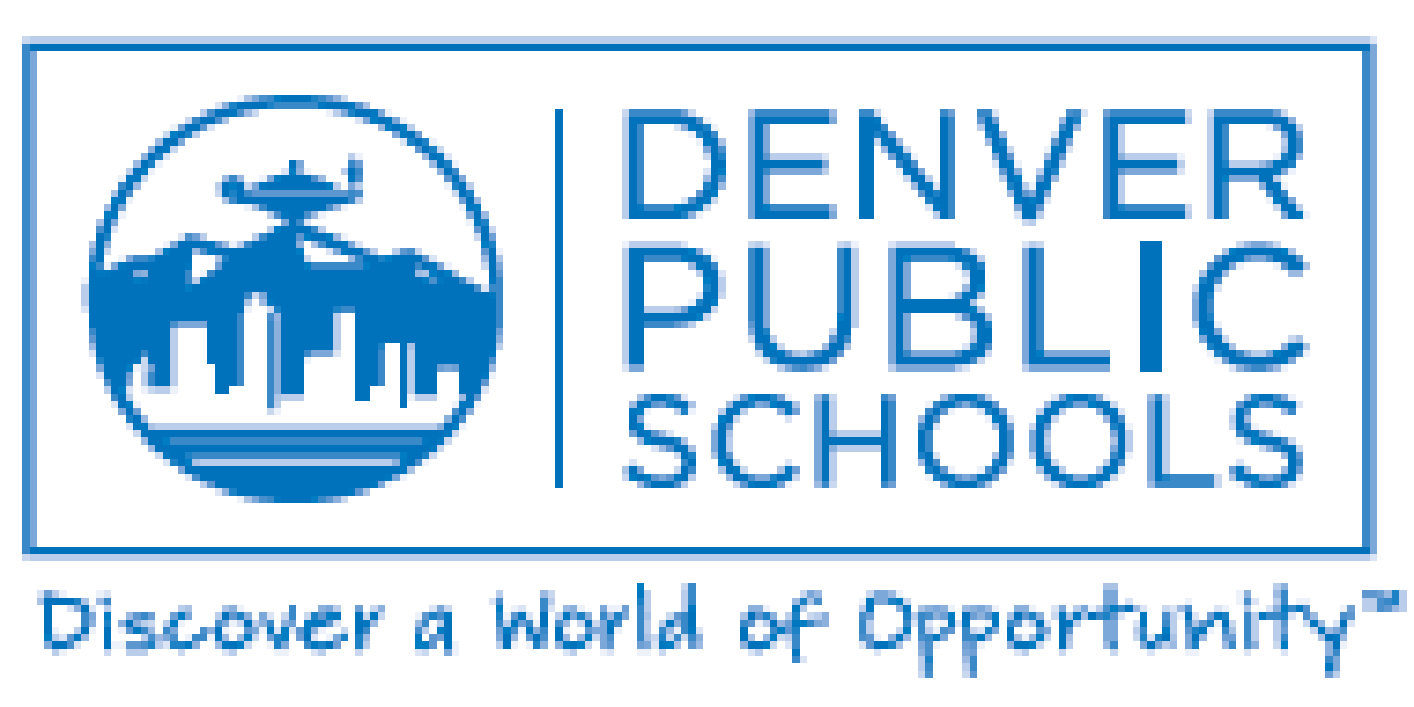 DENVER
PUBLIC
SCHOOLS
Discover a World of Opportunity™